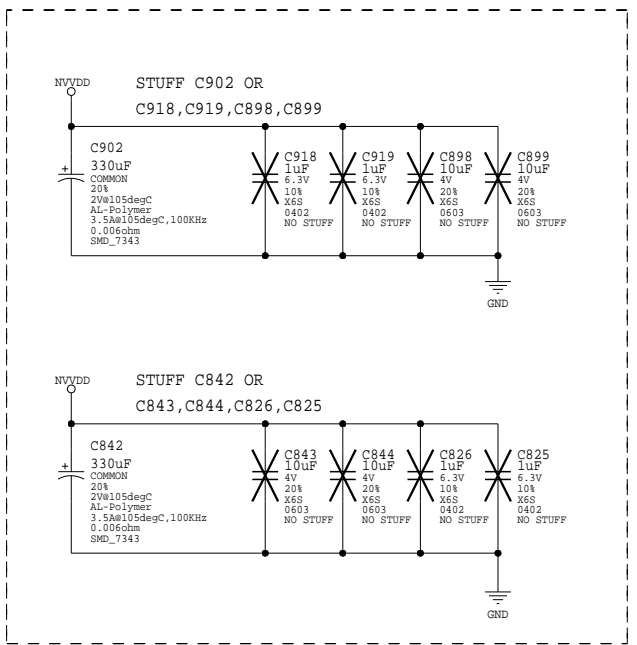 NVVDD
STUFF C902 OR
C918,C919,C898,C899
C902
330uF
COMMON
20%
2V@105degC
AL-Polymer
3.5A@105degC,100KHz
0.006ohm
SMD_7343
+
C918
1uF
6.3V
10%
X6S
0402
NO STUFF
C919
1uF
6.3V
10%
X6S
0402
NO STUFF
C898
10uF
4V
20%
X6S
0603
NO STUFF
C899
10uF
4V
20%
X6S
0603
NO STUFF
GND
NVVDD
STUFF C842 OR
C843,C844,C826,C825
C842
330uF
COMMON
20%
2V@105degC
AL-Polymer
3.5A@105degC,100KHz
0.006ohm
SMD_7343
+
C843
10uF
4V
20%
X6S
0603
NO STUFF
C844
10uF
4V
20%
X6S
0603
NO STUFF
C826
1uF
6.3V
10%
X6S
0402
NO STUFF
C825
1uF
6.3V
10%
X6S
0402
NO STUFF
GND